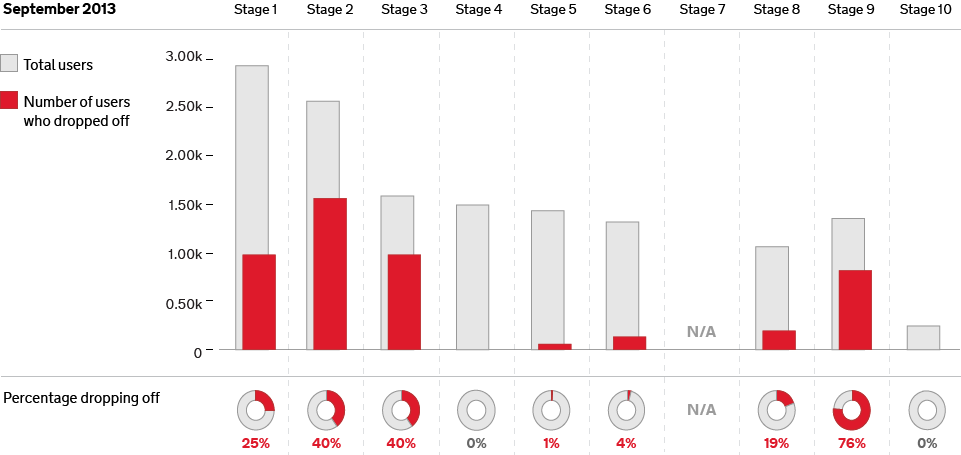 September 2013
Stage 1 Stage 2 Stage 3 Stage 4 Stage 5 Stage 6 Stage 7 Stage 8 Stage 9 Stage 10
Total users
Number of users
who dropped off
3.00k
2.50k
2.00k
1.50k
1.00k
0.50k
0
N/A
Percentage dropping off
N/A
25% 40% 40% 0% 1% 4% 19% 76% 0%